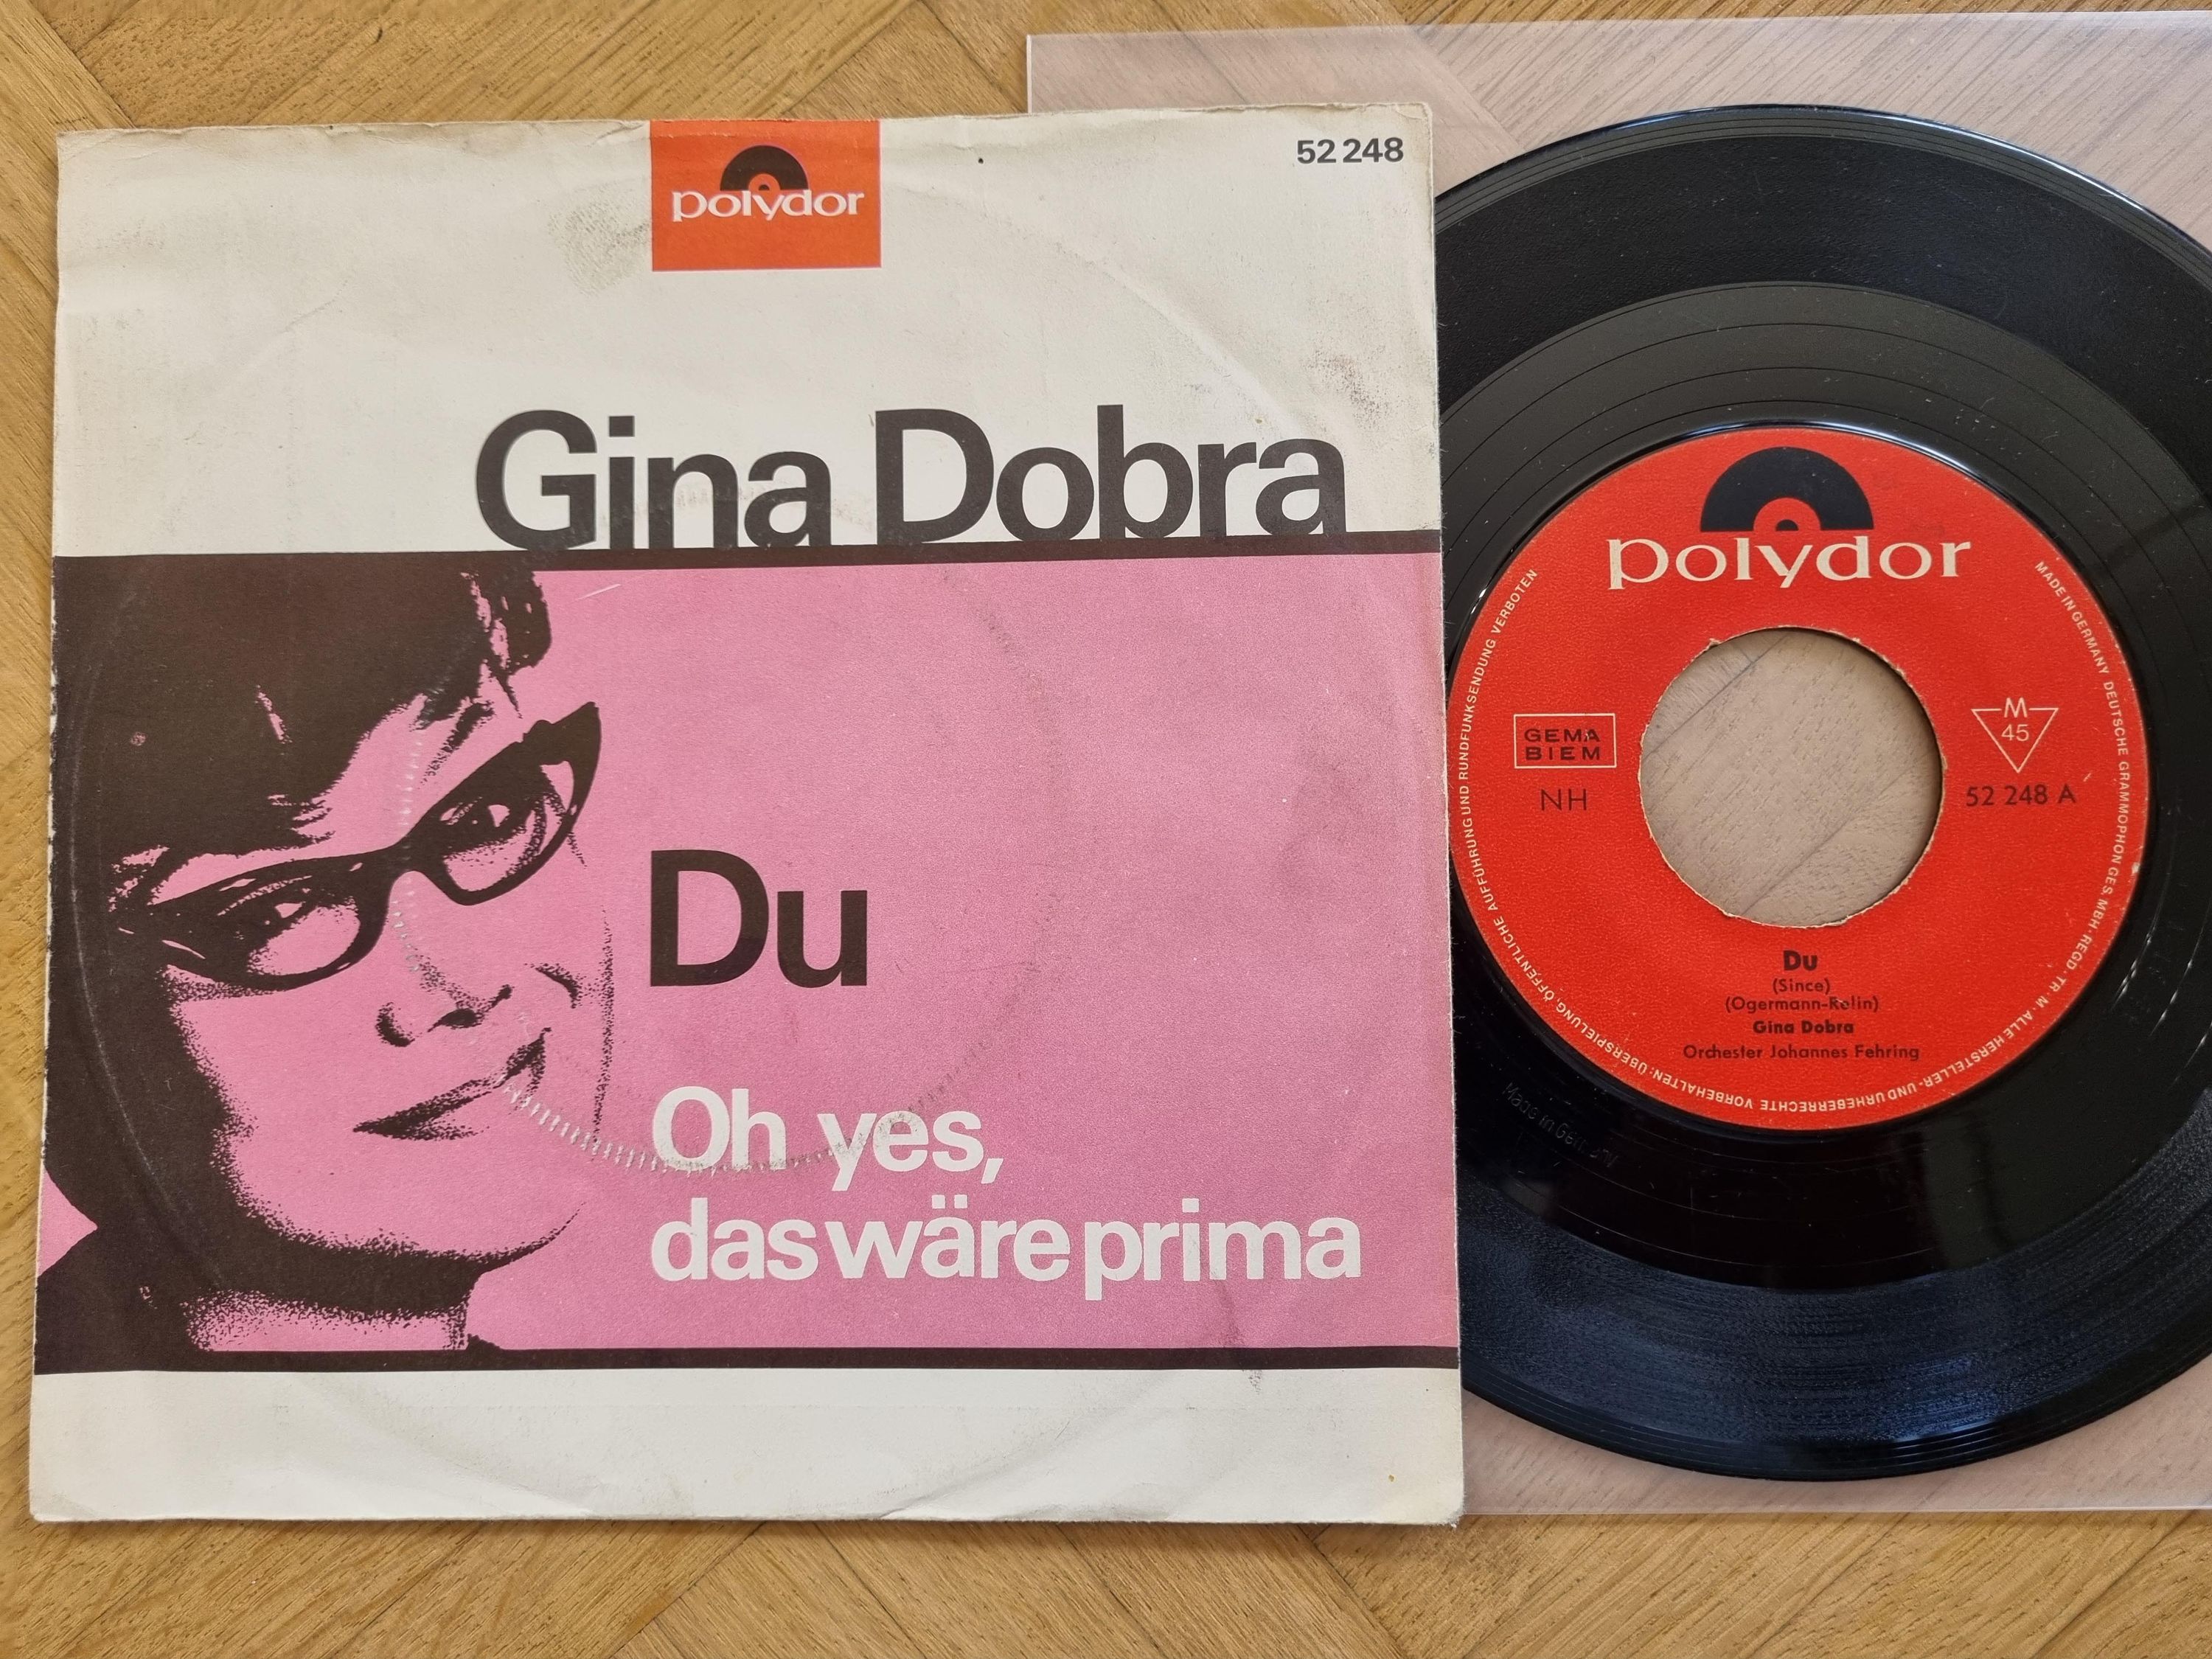 polydor
52 248
Gina Dobra
Du
Oh yes,
das wäre prima
polydor
MADE IN GERMANY DEUTSCHE GRAMMOPHON GES. MBH · REGD · TR · M · ALLE HERSTELLER- UND URHEBERRECHTE VORBEHALTEN: ÜBERSPIELUNG, ÖFFENTLICHE AUFFÜHRUNG UND RUNDFUNKSENDUNG VERBOTEN
GEMA
BIEM
NH
M
45
52 248 A
Du
(Since)
(Ogermann-Relin)
Gina Dobra
Orchester Johannes Fehring
Made in